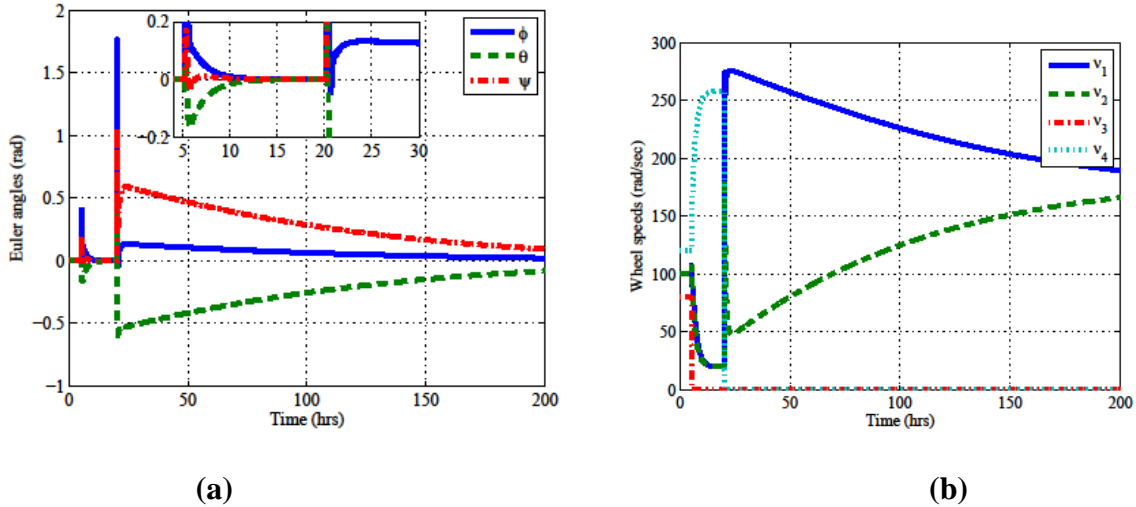 2
1.5
1
0.5
0
−0.5
−1
Euler angles (rad)
0 50 100 150 200
Time (hrs)
0.2
0
−0.2
5 10 15 20 25 30
ϕ
θ
ψ
300
250
200
150
100
50
0
Wheel speeds (rad/sec)
0 50 100 150 200
Time (hrs)
ν1
ν2
ν3
ν4
(a) (b)